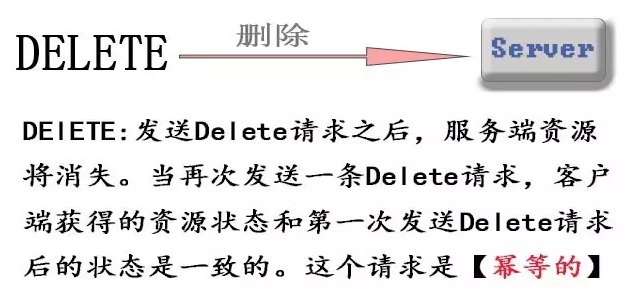 DELETE 删除 Server
DElETE:发送Delete请求之后，服务端资源
将消失。当再次发送一条Delete请求，客户
端获得的资源状态和第一次发送Delete请求
后的状态是一致的。这个请求是【幂等的】